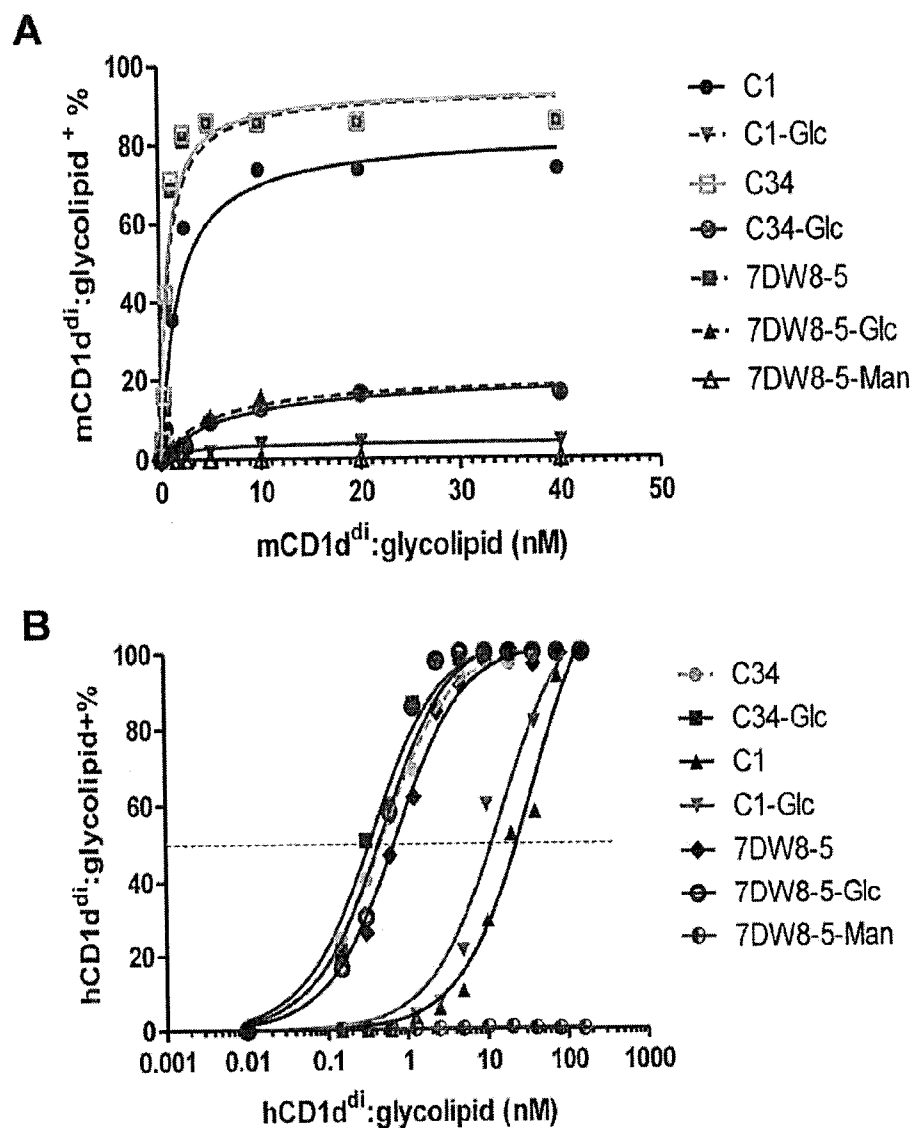 A
mCD1d^di:glycolipid + %
100
80
60
40
20
0
0 10 20 30 40 50
mCD1d^di:glycolipid (nM)
C1
C1-Glc
C34
C34-Glc
7DW8-5
7DW8-5-Glc
7DW8-5-Man
B
hCD1d^di:glycolipid+%
100
80
60
40
20
0
0.001 0.01 0.1 1 10 100 1000
hCD1d^di:glycolipid (nM)
C34
C34-Glc
C1
C1-Glc
7DW8-5
7DW8-5-Glc
7DW8-5-Man